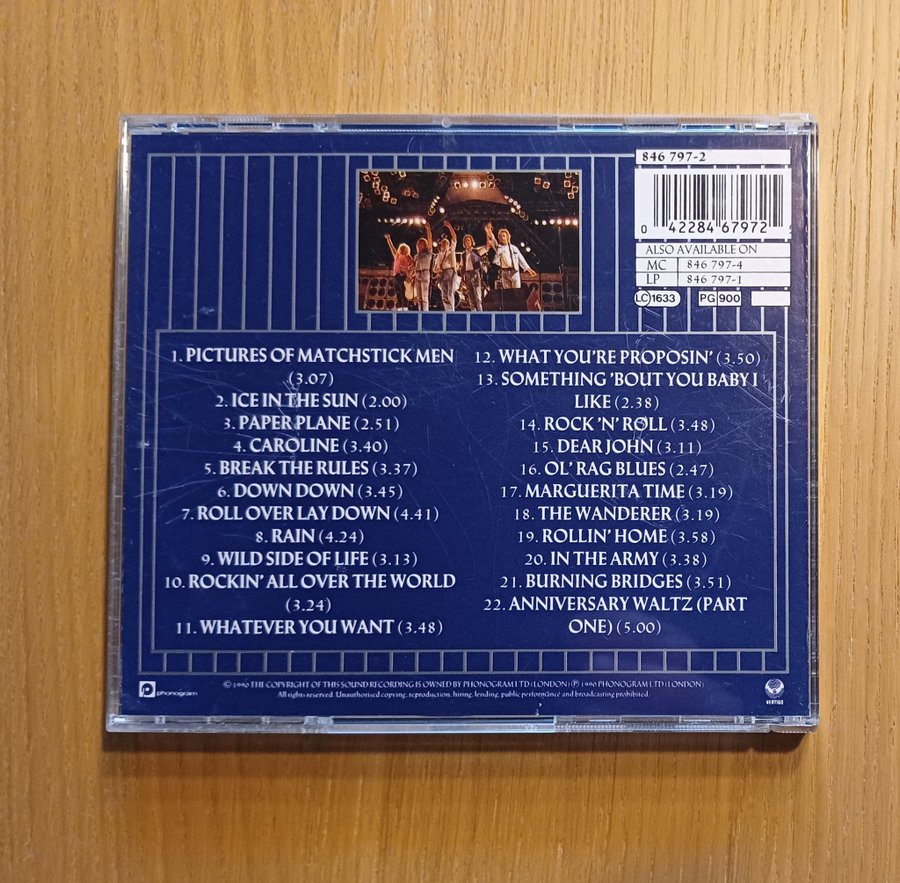 846 797-2
0 42284 67972
ALSO AVAILABLE ON
MC 846 797-4
LP 846 797-1
LC 1633 PG 900
1. PICTURES OF MATCHSTICK MEN
(3.07)
2. ICE IN THE SUN (2.00)
3. PAPER PLANE (2.51)
4. CAROLINE (3.40)
5. BREAK THE RULES (3.37)
6. DOWN DOWN (3.45)
7. ROLL OVER LAY DOWN (4.41)
8. RAIN (4.24)
9. WILD SIDE OF LIFE (3.13)
10. ROCKIN' ALL OVER THE WORLD
(3.24)
11. WHATEVER YOU WANT (3.48)
12. WHAT YOU'RE PROPOSIN' (3.50)
13. SOMETHING 'BOUT YOU BABY I
LIKE (2.38)
14. ROCK 'N' ROLL (3.48)
15. DEAR JOHN (3.11)
16. OL' RAG BLUES (2.47)
17. MARGUERITA TIME (3.19)
18. THE WANDERER (3.19)
19. ROLLIN' HOME (3.58)
20. IN THE ARMY (3.38)
21. BURNING BRIDGES (3.51)
22. ANNIVERSARY WALTZ (PART
ONE) (5.00)
© 1990 THE COPYRIGHT OF THIS SOUND RECORDING IS OWNED BY PHONOGRAM LTD (LONDON) ℗ 1990 PHONOGRAM LTD (LONDON)
All rights reserved. Unauthorised copying, reproduction, hiring, lending, public performance and broadcasting prohibited.
phonogram
VERTIGO